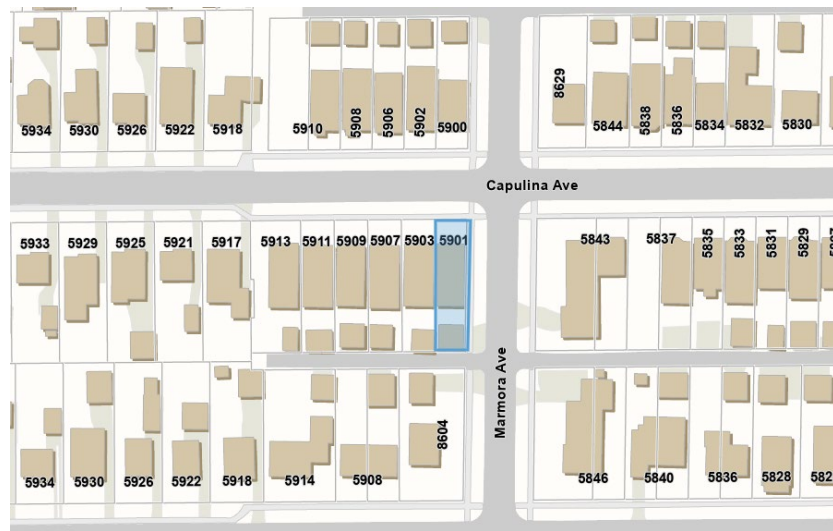 8629
5934 5930 5926 5922 5918 5910 5908 5906 5902 5900 5844 5838 5836 5834 5832 5830
Capulina Ave
5933 5929 5925 5921 5917 5913 5911 5909 5907 5903 5901 5843 5837 5835 5833 5831 5829
Marmora Ave
8604
5934 5930 5926 5922 5918 5914 5908 5846 5840 5836 5828